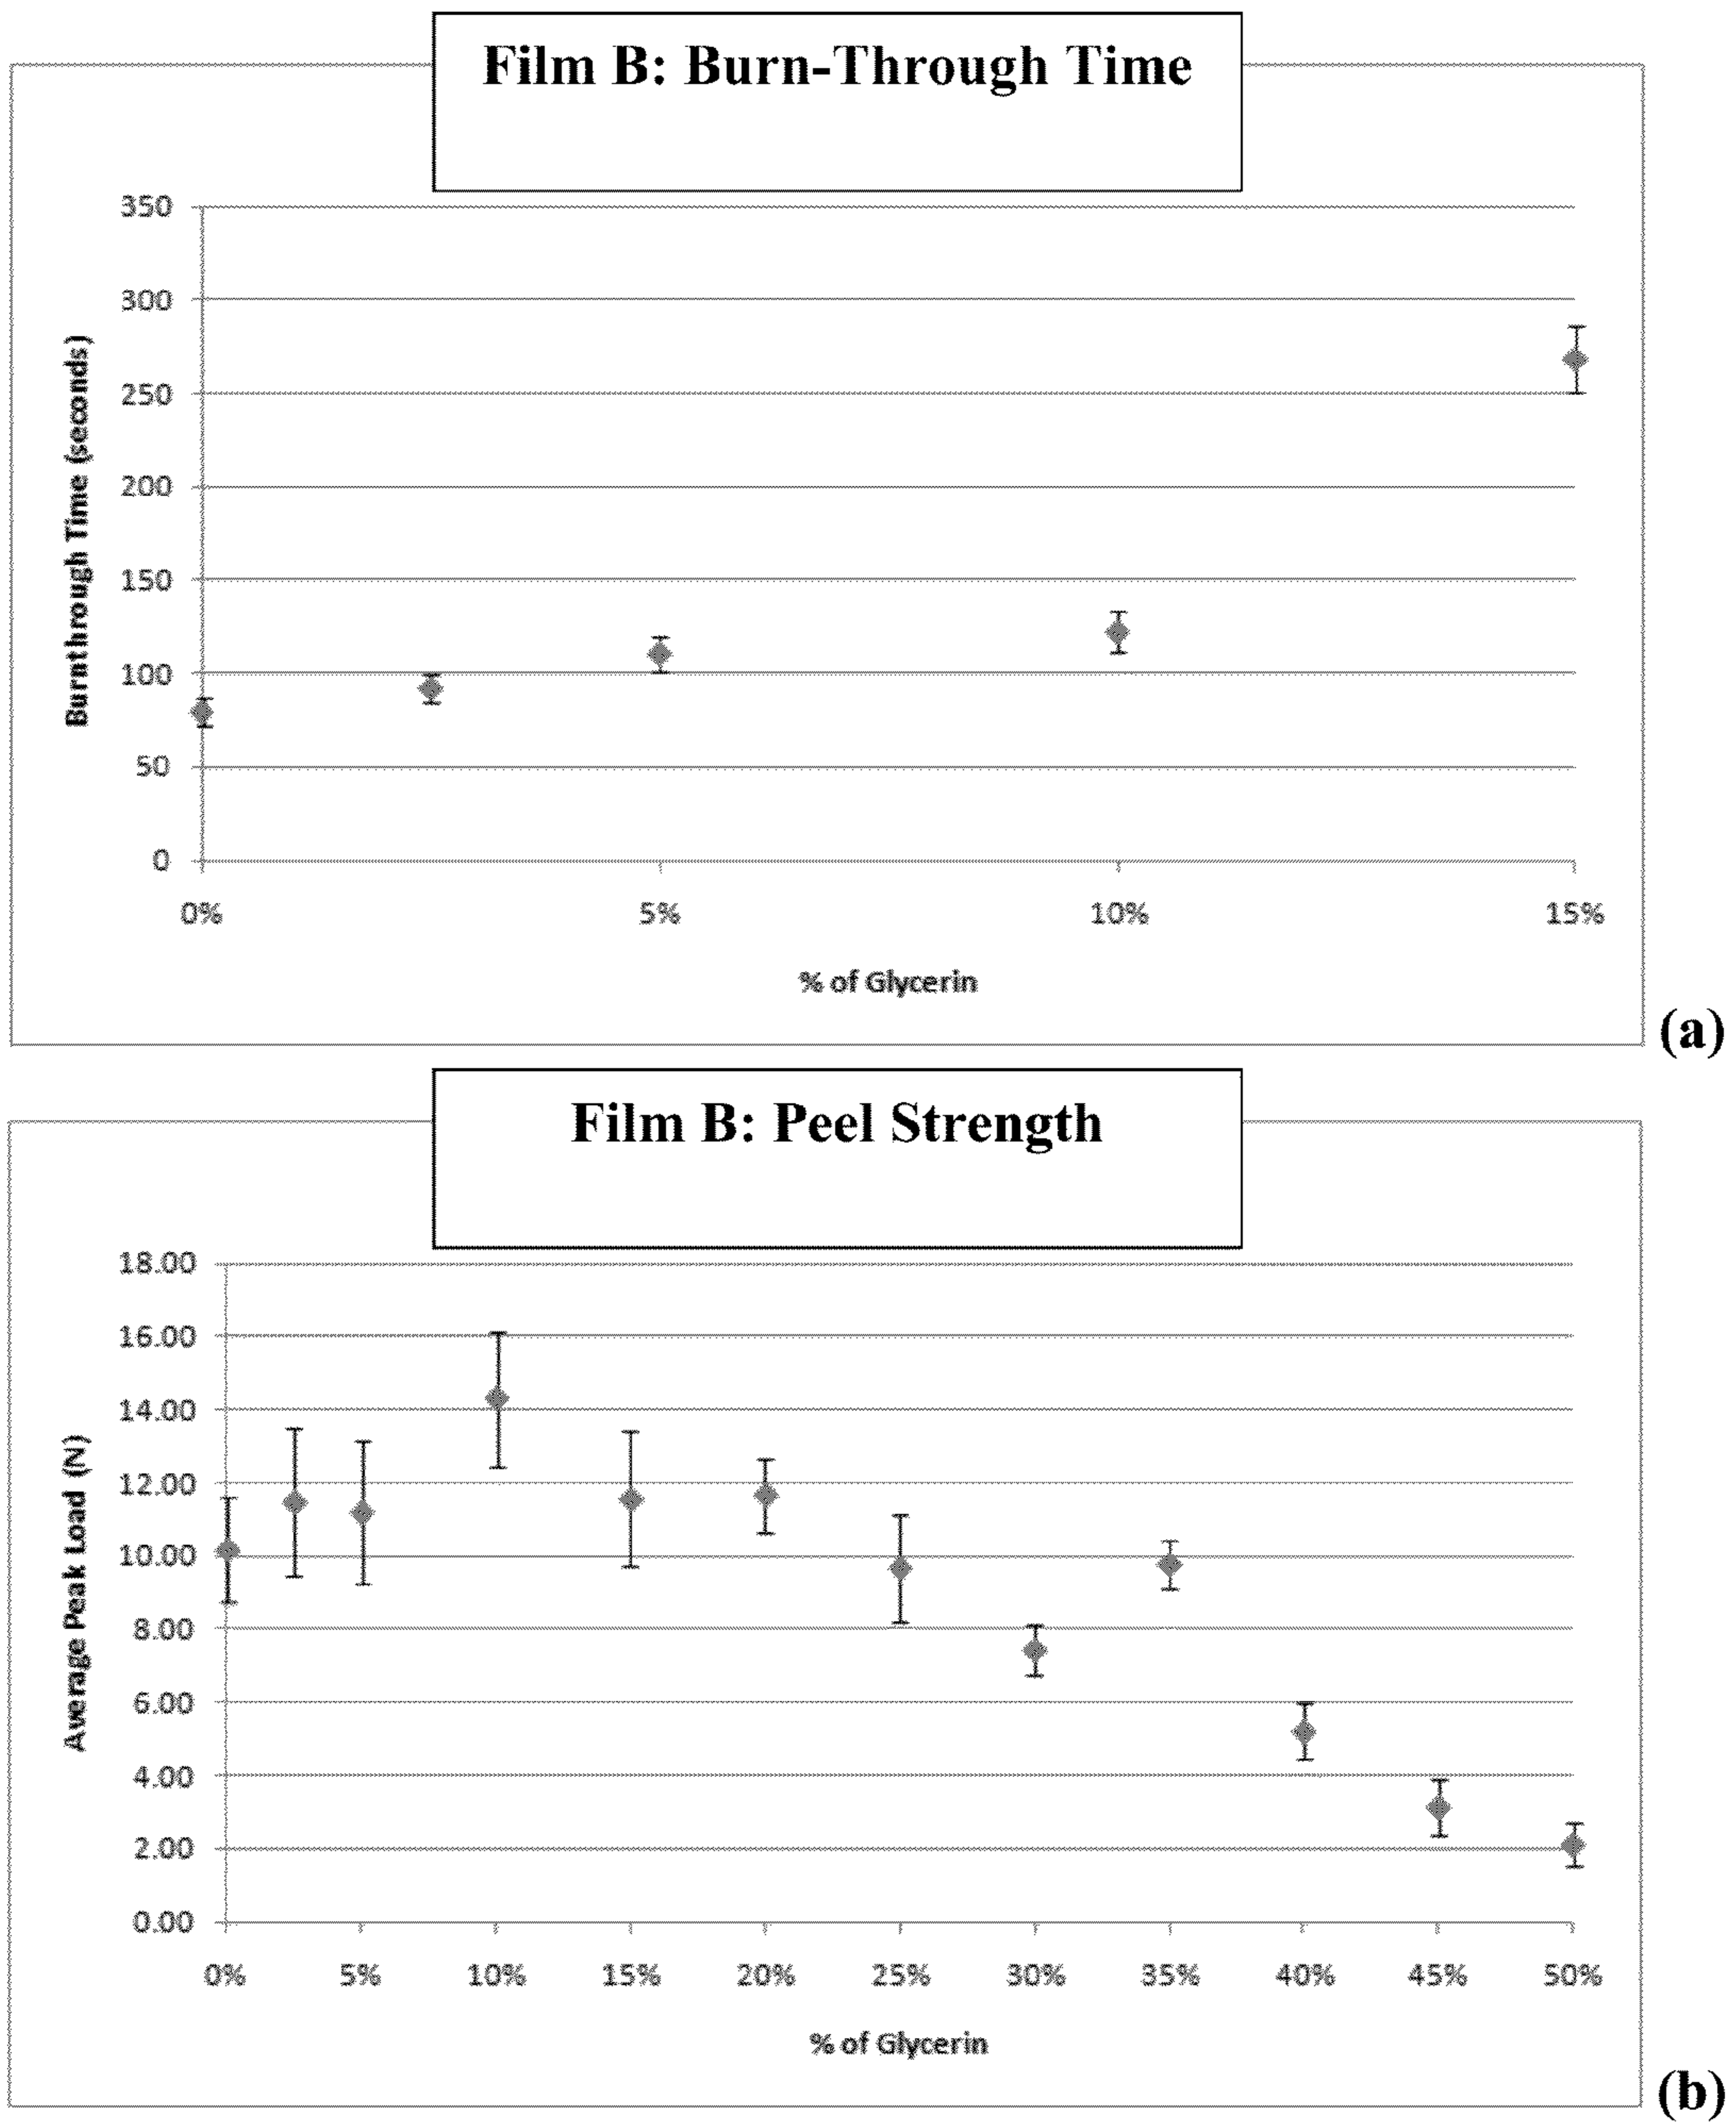 Film B: Burn-Through Time
350
300
250
200
150
100
50
0
Burnthrough Time (seconds)
0% 5% 10% 15%
% of Glycerin
(a)
Film B: Peel Strength
18.00
16.00
14.00
12.00
10.00
8.00
6.00
4.00
2.00
0.00
Average Peak Load (N)
0% 5% 10% 15% 20% 25% 30% 35% 40% 45% 50%
% of Glycerin
(b)